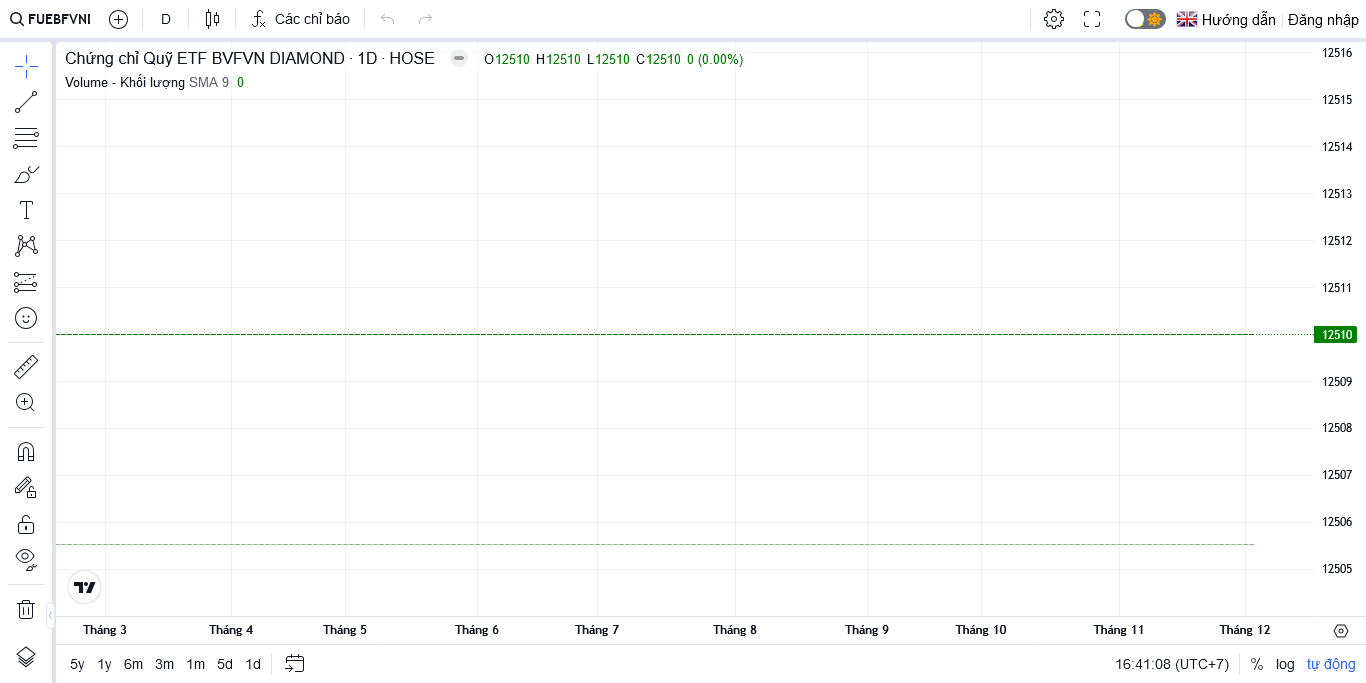 FUEBFVNI D Các chỉ báo Hướng dẫn Đăng nhập
Chứng chỉ Quỹ ETF BVFVN DIAMOND · 1D · HOSE O12510 H12510 L12510 C12510 0 (0.00%)
Volume - Khối lượng SMA 9 0
12516
12515
12514
12513
12512
12511
12510
12509
12508
12507
12506
12505
Tháng 3 Tháng 4 Tháng 5 Tháng 6 Tháng 7 Tháng 8 Tháng 9 Tháng 10 Tháng 11 Tháng 12
5y 1y 6m 3m 1m 5d 1d 16:41:08 (UTC+7) % log tự động